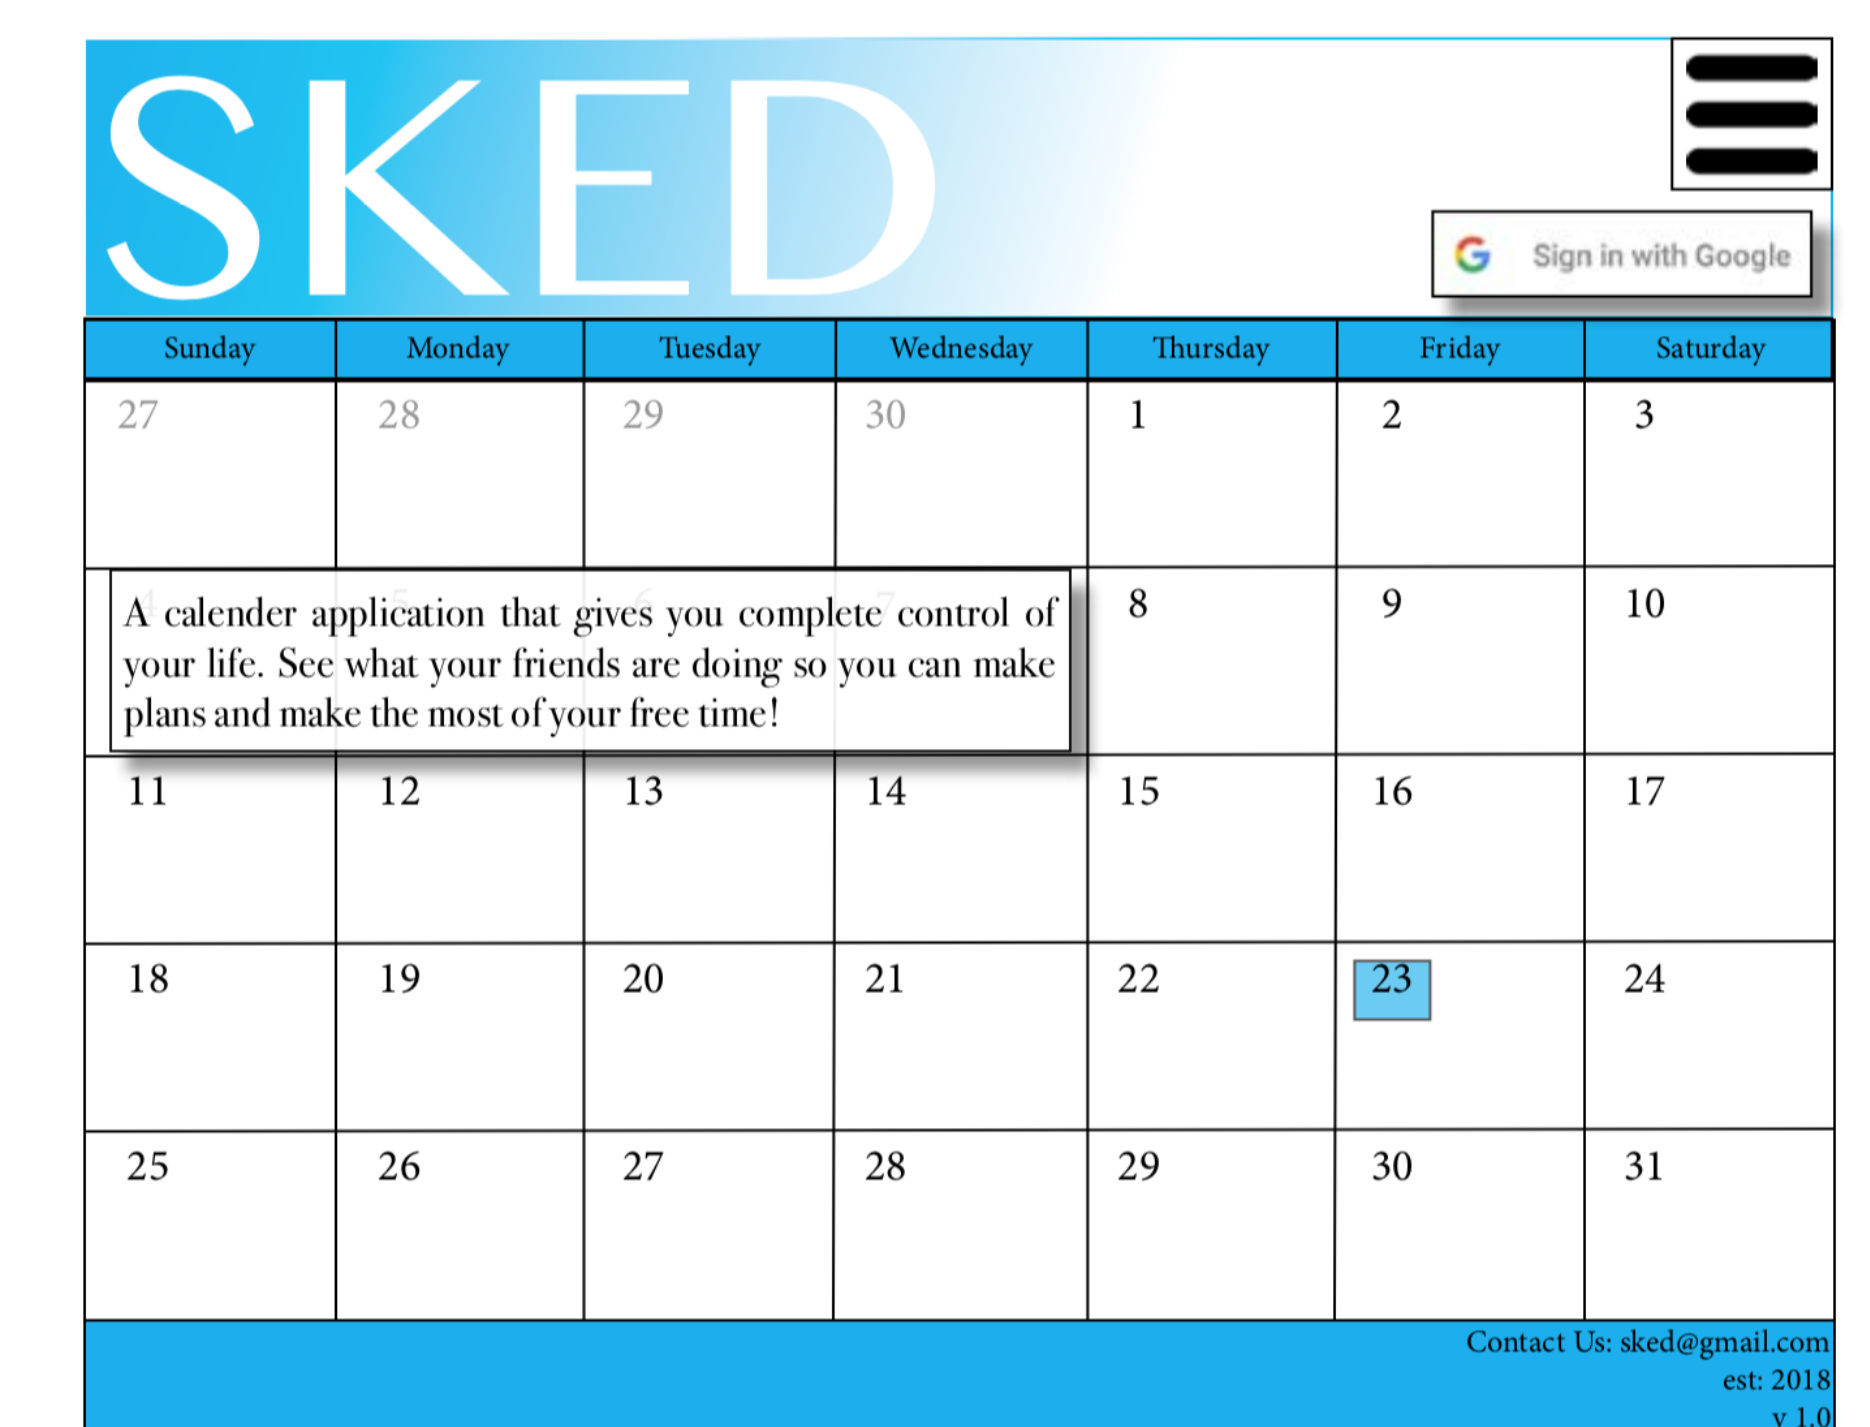 SKED
Sign in with Google
Sunday Monday Tuesday Wednesday Thursday Friday Saturday
27 28 29 30 1 2 3
4 5 6 7 8 9 10
A calender application that gives you complete control of
your life. See what your friends are doing so you can make
plans and make the most of your free time!
11 12 13 14 15 16 17
18 19 20 21 22 23 24
25 26 27 28 29 30 31
Contact Us: sked@gmail.com
est: 2018
v 1.0